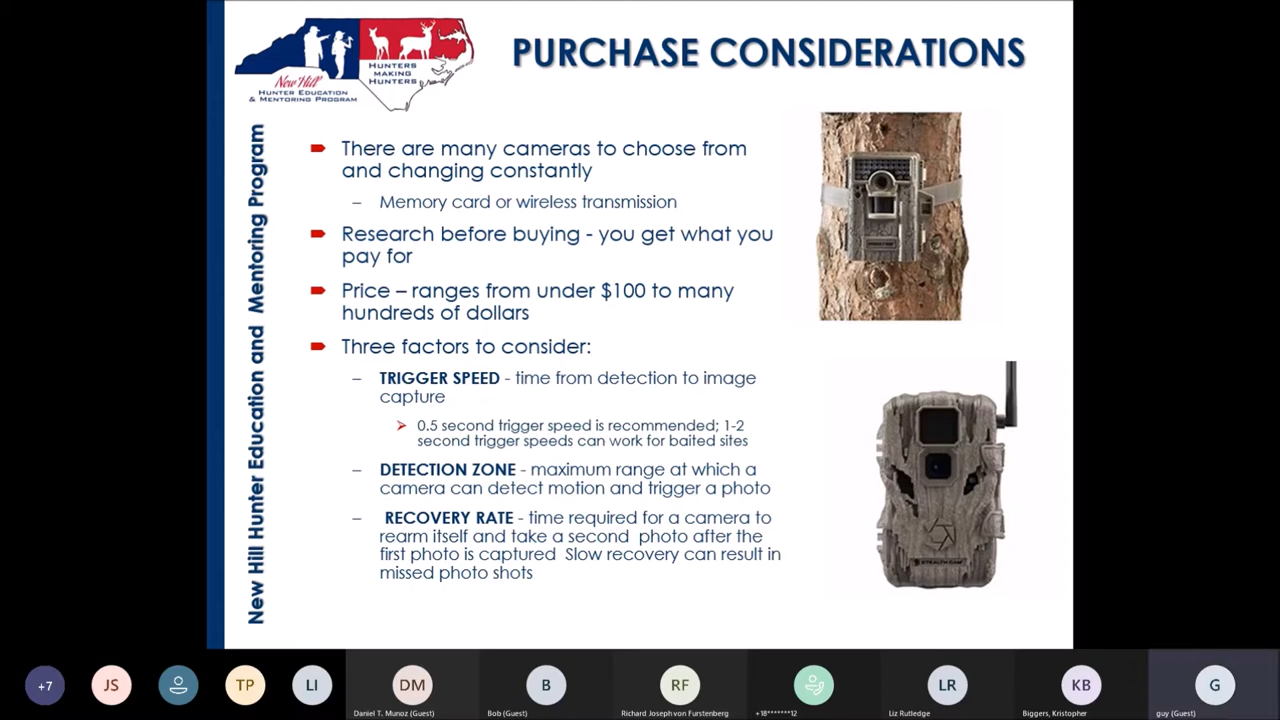 New Hill
HUNTER EDUCATION
& MENTORING PROGRAM
HUNTERS
MAKING
HUNTERS
PURCHASE CONSIDERATIONS
New Hill Hunter Education and Mentoring Program
There are many cameras to choose from
and changing constantly
– Memory card or wireless transmission
Research before buying - you get what you
pay for
Price – ranges from under $100 to many
hundreds of dollars
Three factors to consider:
– TRIGGER SPEED - time from detection to image
capture
0.5 second trigger speed is recommended; 1-2
second trigger speeds can work for baited sites
– DETECTION ZONE - maximum range at which a
camera can detect motion and trigger a photo
– RECOVERY RATE - time required for a camera to
rearm itself and take a second photo after the
first photo is captured Slow recovery can result in
missed photo shots
STEALTH CAM
+7
JS
TP
LI
DM
B
RF
LR
KB
G
Daniel T. Munoz (Guest)
Bob (Guest)
Richard Joseph von Furstenberg
+18*******12
Liz Rutledge
Biggers, Kristopher
guy (Guest)